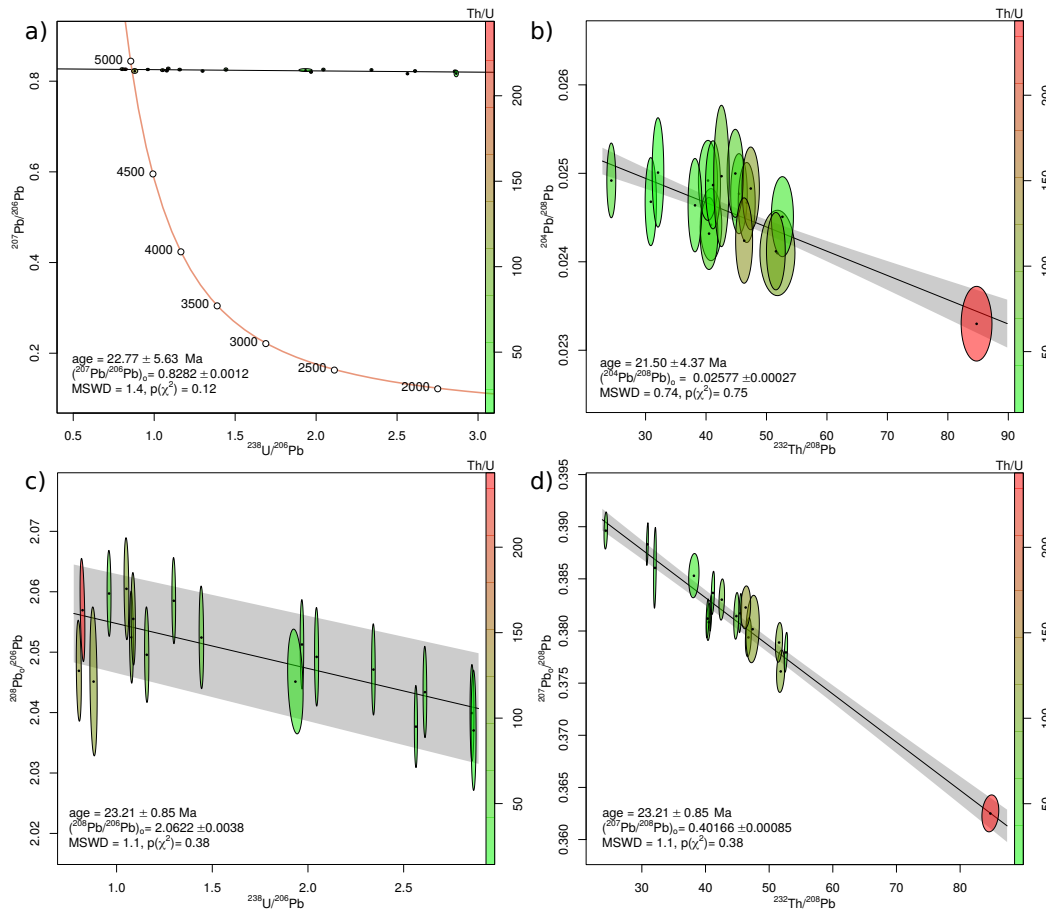 Th/U
a)
5000
4500
4000
3500
3000
2500
2000
age = 22.77 ± 5.63 Ma
(²⁰⁷Pb/²⁰⁶Pb)ₒ= 0.8282 ±0.0012
MSWD = 1.4, p(χ²) = 0.12
0.2 0.4 0.6 0.8
²⁰⁷Pb/²⁰⁶Pb
0.5 1.0 1.5 2.0 2.5 3.0
²³⁸U/²⁰⁶Pb
50 100 150 200
Th/U
b)
age = 21.50 ±4.37 Ma
(²⁰⁴Pb/²⁰⁸Pb)ₒ = 0.02577 ±0.00027
MSWD = 0.74, p(χ²)= 0.75
0.023 0.024 0.025 0.026
²⁰⁴Pb/²⁰⁸Pb
30 40 50 60 70 80 90
²³²Th/²⁰⁸Pb
50 100 150 200
Th/U
c)
age = 23.21 ± 0.85 Ma
(²⁰⁸Pb/²⁰⁶Pb)ₒ= 2.0622 ±0.0038
MSWD = 1.1, p(χ²)= 0.38
2.02 2.03 2.04 2.05 2.06 2.07
²⁰⁸Pbₒ/²⁰⁶Pb
1.0 1.5 2.0 2.5
²³⁸U/²⁰⁶Pb
50 100 150 200
Th/U
d)
age = 23.21 ± 0.85 Ma
(²⁰⁷Pb/²⁰⁸Pb)ₒ= 0.40166 ±0.00085
MSWD = 1.1, p(χ²)= 0.38
0.360 0.365 0.370 0.375 0.380 0.385 0.390 0.395
²⁰⁷Pbₒ/²⁰⁸Pb
30 40 50 60 70 80
²³²Th/²⁰⁸Pb
50 100 150 200